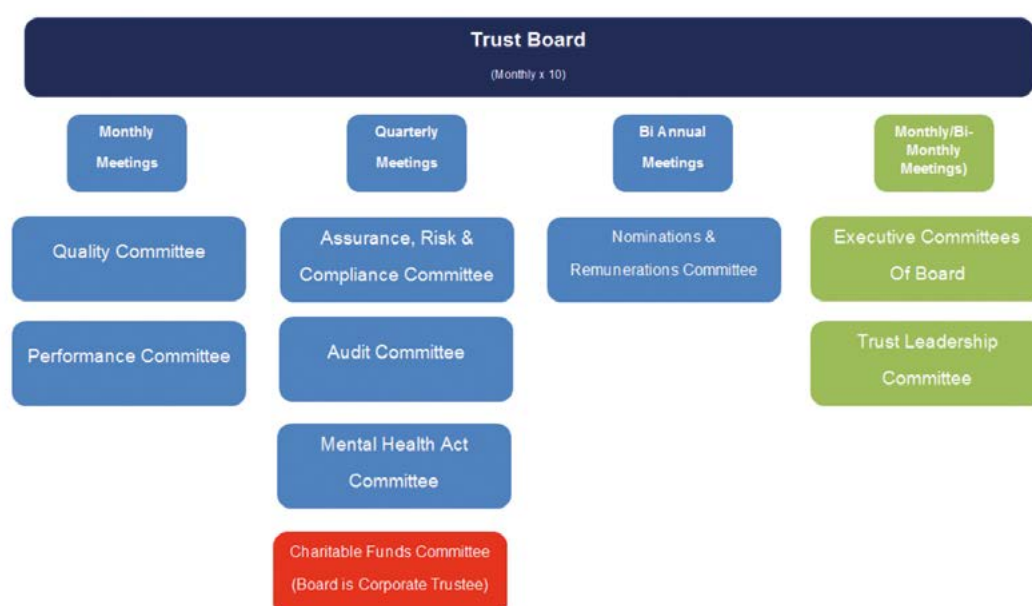 Trust Board
(Monthly x 10)
Monthly
Meetings
Quarterly
Meetings
Bi Annual
Meetings
Monthly/Bi-
Monthly
Meetings)
Quality Committee
Performance Committee
Assurance, Risk &
Compliance Committee
Audit Committee
Mental Health Act
Committee
Charitable Funds Committee
(Board is Corporate Trustee)
Nominations &
Remunerations Committee
Executive Committees
Of Board
Trust Leadership
Committee